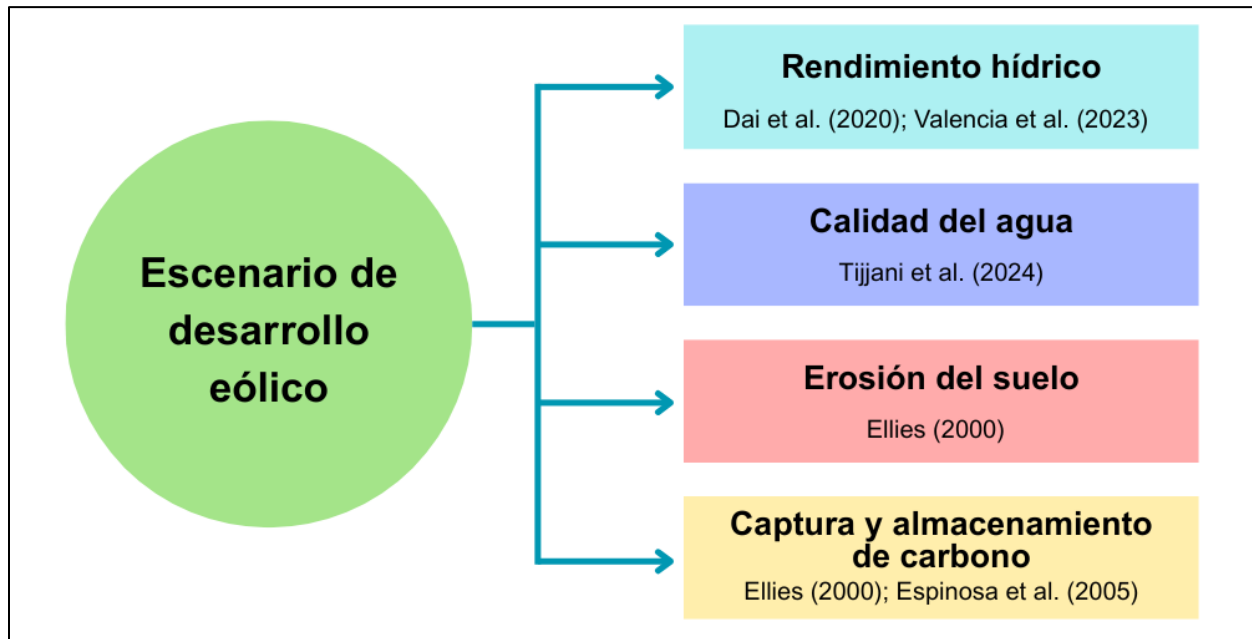 Escenario de
desarrollo
eólico
Rendimiento hídrico
Dai et al. (2020); Valencia et al. (2023)
Calidad del agua
Tijjani et al. (2024)
Erosión del suelo
Ellies (2000)
Captura y almacenamiento
de carbono
Ellies (2000); Espinosa et al. (2005)